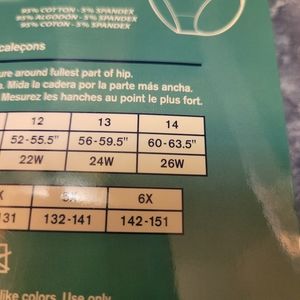 95% COTTON - 5% SPANDEX
95% ALGODÓN - 5% SPANDEX
95% COTON - 5% SPANDEX
caleçons
ure around fullest part of hip.
a. Mida la cadera por la parte más ancha.
Mesurez les hanches au point le plus fort.
12 13 14
52-55.5" 56-59.5" 60-63.5"
22W 24W 26W
X 5X 6X
131 132-141 142-151
like colors. Use only